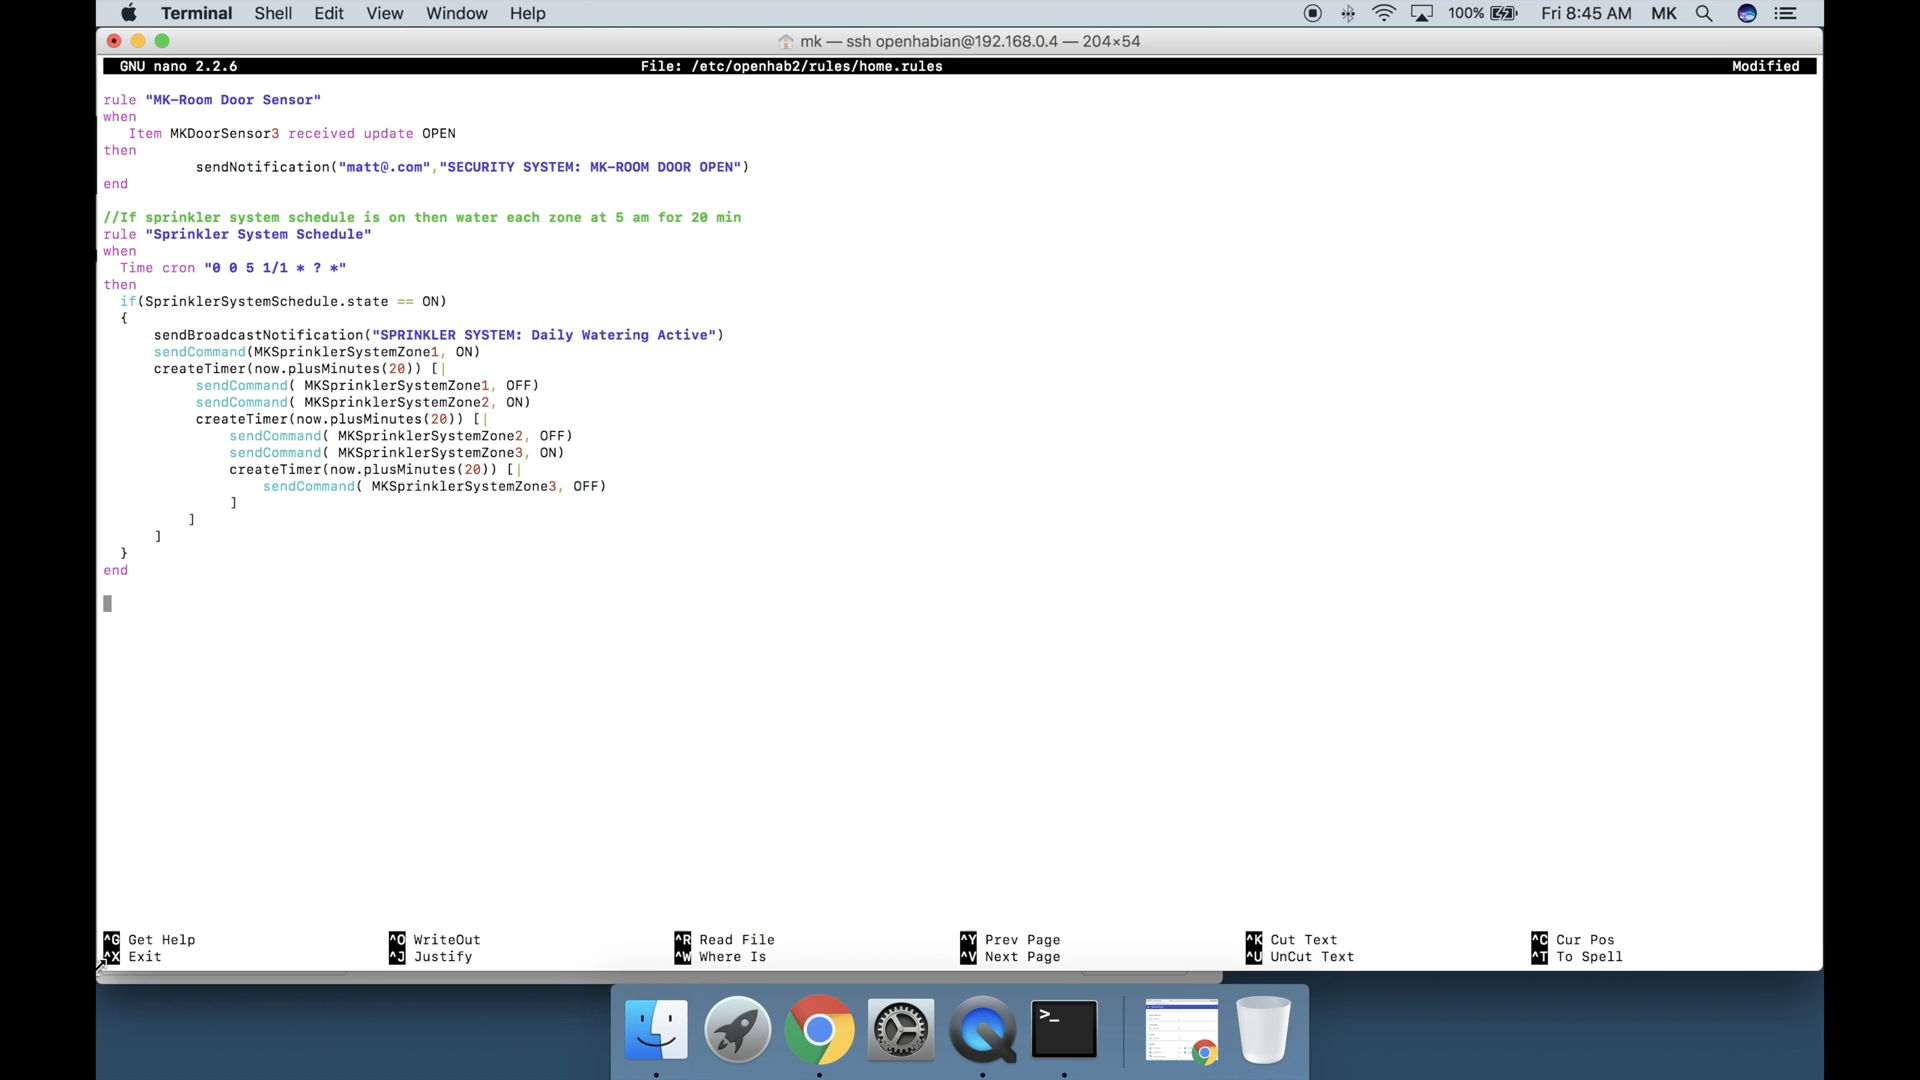 Terminal Shell Edit View Window Help 100% Fri 8:45 AM MK
mk — ssh openhabian@192.168.0.4 — 204×54
GNU nano 2.2.6 File: /etc/openhab2/rules/home.rules Modified
rule "MK-Room Door Sensor"
when
Item MKDoorSensor3 received update OPEN
then
sendNotification("matt@.com","SECURITY SYSTEM: MK-ROOM DOOR OPEN")
end
//If sprinkler system schedule is on then water each zone at 5 am for 20 min
rule "Sprinkler System Schedule"
when
Time cron "0 0 5 1/1 * ? *"
then
if(SprinklerSystemSchedule.state == ON)
{
sendBroadcastNotification("SPRINKLER SYSTEM: Daily Watering Active")
sendCommand(MKSprinklerSystemZone1, ON)
createTimer(now.plusMinutes(20)) [|
sendCommand( MKSprinklerSystemZone1, OFF)
sendCommand( MKSprinklerSystemZone2, ON)
createTimer(now.plusMinutes(20)) [|
sendCommand( MKSprinklerSystemZone2, OFF)
sendCommand( MKSprinklerSystemZone3, ON)
createTimer(now.plusMinutes(20)) [|
sendCommand( MKSprinklerSystemZone3, OFF)
]
]
]
}
end
^G Get Help ^O WriteOut ^R Read File ^Y Prev Page ^K Cut Text ^C Cur Pos
^X Exit ^J Justify ^W Where Is ^V Next Page ^U UnCut Text ^T To Spell
>_